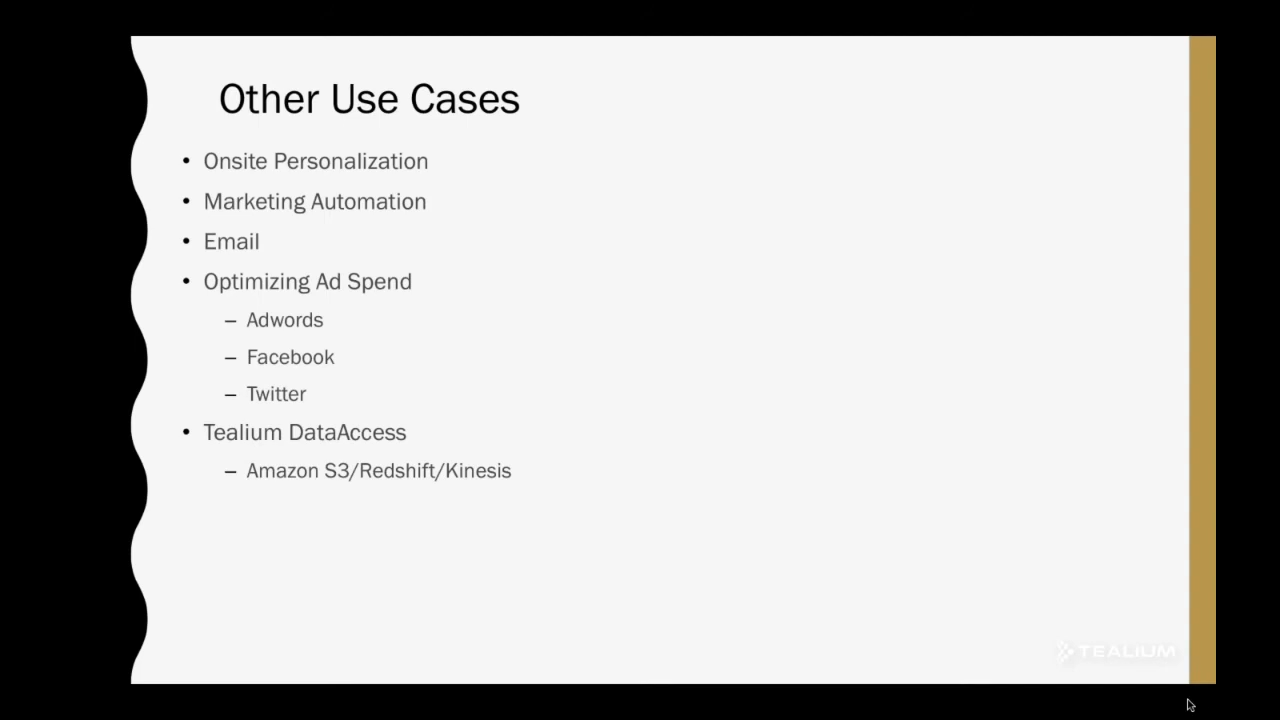 Other Use Cases
• Onsite Personalization
• Marketing Automation
• Email
• Optimizing Ad Spend
– Adwords
– Facebook
– Twitter
• Tealium DataAccess
– Amazon S3/Redshift/Kinesis
TEALIUM